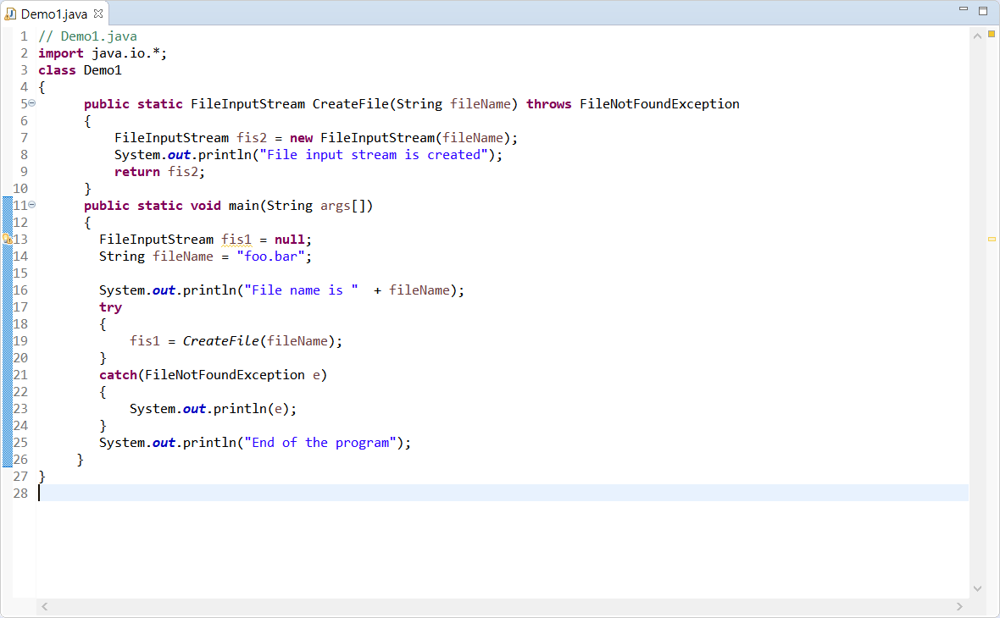 Demo1.java
1 // Demo1.java
2 import java.io.*;
3 class Demo1
4 {
5 public static FileInputStream CreateFile(String fileName) throws FileNotFoundException
6 {
7 FileInputStream fis2 = new FileInputStream(fileName);
8 System.out.println("File input stream is created");
9 return fis2;
10 }
11 public static void main(String args[])
12 {
13 FileInputStream fis1 = null;
14 String fileName = "foo.bar";
15
16 System.out.println("File name is "  + fileName);
17 try
18 {
19 fis1 = CreateFile(fileName);
20 }
21 catch(FileNotFoundException e)
22 {
23 System.out.println(e);
24 }
25 System.out.println("End of the program");
26 }
27 }
28